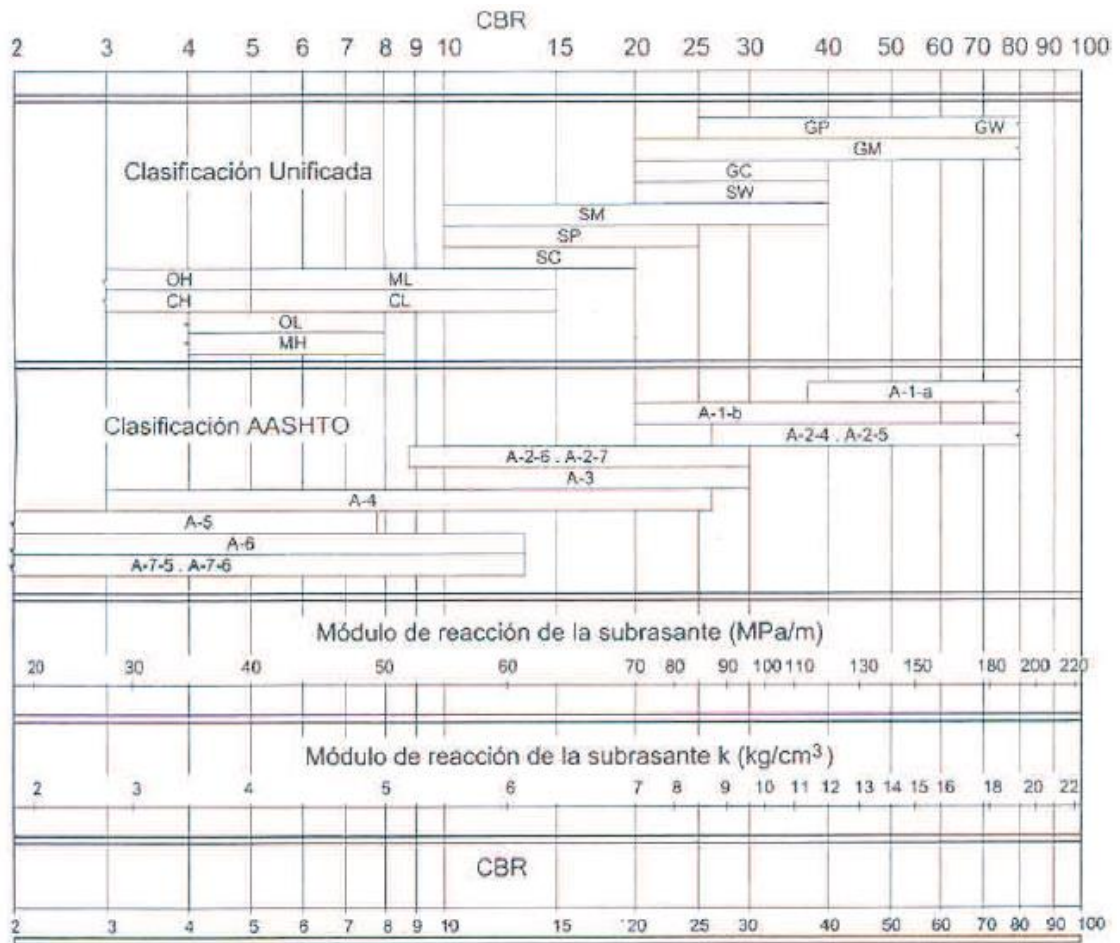 CBR
2 3 4 5 6 7 8 9 10 15 20 25 30 40 50 60 70 80 90 100
GP GW
GM
Clasificación Unificada
GC
SW
SM
SP
SC
OH ML
CH CL
OL
MH
A-1-a
A-1-b
Clasificación AASHTO
A-2-4 . A-2-5
A-2-6 . A-2-7
A-3
A-4
A-5
A-6
A-7-5 . A-7-6
Módulo de reacción de la subrasante (MPa/m)
20 30 40 50 60 70 80 90 100 110 130 150 180 200 220
Módulo de reacción de la subrasante k (kg/cm³)
2 3 4 5 6 7 8 9 10 11 12 13 14 15 16 18 20 22
CBR
2 3 4 5 6 7 8 9 10 15 20 25 30 40 50 60 70 80 90 100